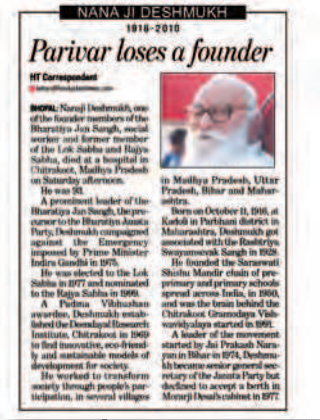 NANA JI DESHMUKH
1916-2010
Parivar loses a founder
HT Correspondent
BHOPAL: Nanaji Deshmukh, one
of the founder members of the
Bharatiya Jan Sangh, social
worker and former member
of the Lok Sabha and Rajya
Sabha, died at a hospital in
Chitrakoot, Madhya Pradesh
on Saturday afternoon.
He was 93.
A prominent leader of the
Bharatiya Jan Sangh, the pre-
cursor to the Bharatiya Janata
Party, Deshmukh campaigned
against the Emergency
imposed by Prime Minister
Indira Gandhi in 1975.
He was elected to the Lok
Sabha in 1977 and nominated
to the Rajya Sabha in 1999.
A Padma Vibhushan
awardee, Deshmukh estab-
lished the Deendayal Research
Institute, Chitrakoot in 1969
to find innovative, eco-friend-
ly and sustainable models of
development for society.
He worked to transform
society through people's par-
ticipation, in several villages
in Madhya Pradesh, Uttar
Pradesh, Bihar and Mahar-
ashtra.
Born on October 11, 1916, at
Kadoli in Parbhani district in
Maharashtra, Deshmukh got
associated with the Rashtriya
Swayamsevak Sangh in 1928.
He founded the Saraswati
Shishu Mandir chain of pre-
primary and primary schools
spread across India, in 1950,
and was the brain behind the
Chitrakoot Gramodaya Vish-
wavidyalaya started in 1991.
A leader of the movement
started by Jai Prakash Nara-
yan in Bihar in 1974, Deshmu-
kh became senior general sec-
retary of the Janata Party but
declined to accept a berth in
Morarji Desai's cabinet in 1977.